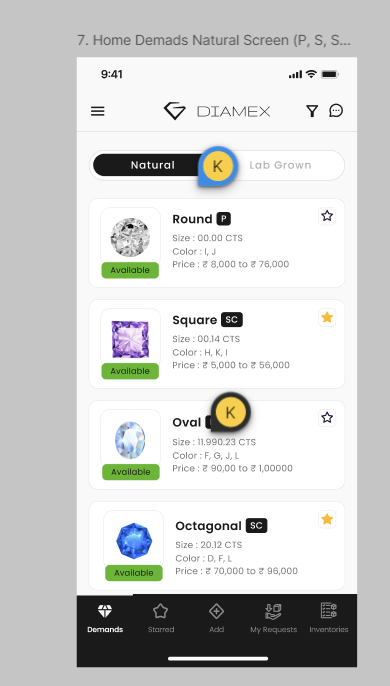 7. Home Demads Natural Screen (P, S, S...
9:41
DIAMEX
Natural
K
Lab Grown
Round P
Size : 00.00 CTS
Color : I, J
Price : ₹ 8,000 to ₹ 76,000
Available
Square SC
Size : 00.14 CTS
Color : H, K, I
Price : ₹ 5,000 to ₹ 56,000
Available
K
Oval
Size : 11.990.23 CTS
Color : F, G, J, L
Price : ₹ 90,00 to ₹ 1,00000
Available
Octagonal SC
Size : 20.12 CTS
Color : D, F, L
Price : ₹ 70,000 to ₹ 96,000
Available
Demands
Starred
Add
My Requests
Inventories